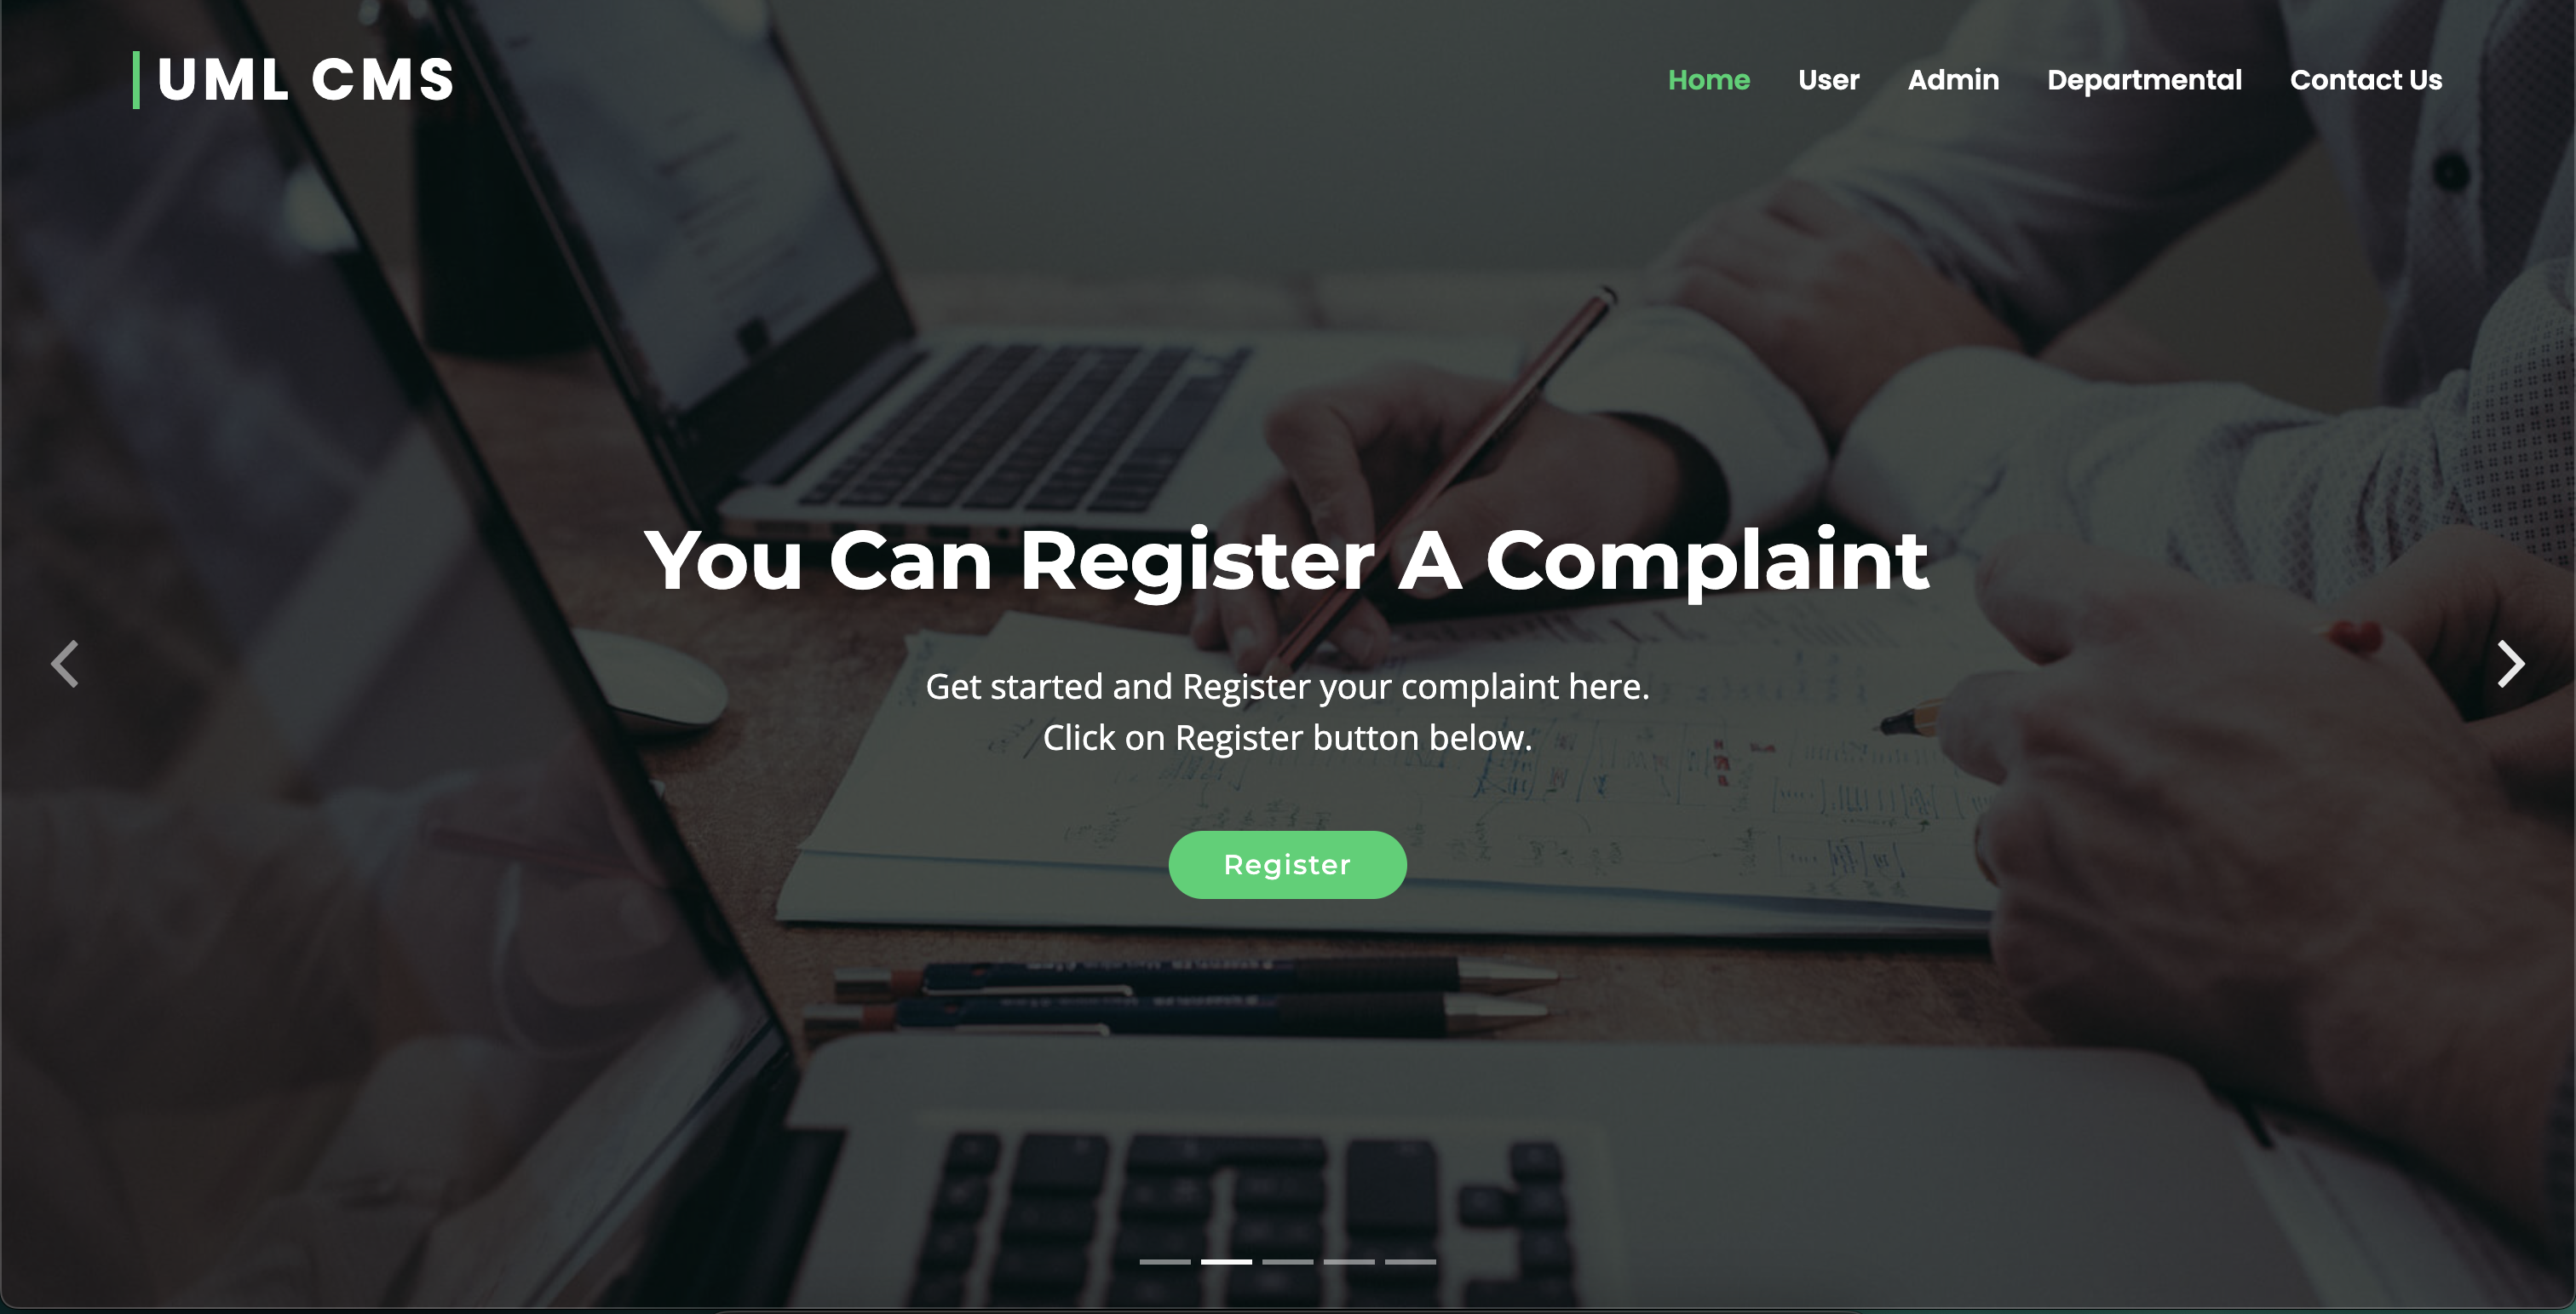 UML CMS
Home User Admin Departmental Contact Us
You Can Register A Complaint
Get started and Register your complaint here.
Click on Register button below.
Register